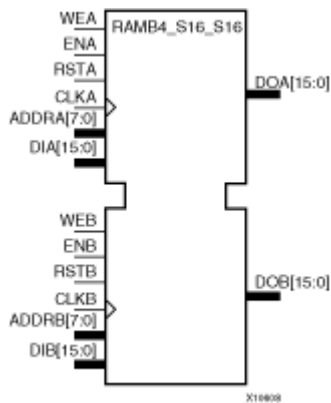 WEA
RAMB4_S16_S16
ENA
RSTA
CLKA
DOA[15:0]
ADDRA[7:0]
DIA[15:0]
WEB
ENB
RSTB
CLKB
DOB[15:0]
ADDRB[7:0]
DIB[15:0]
X10608